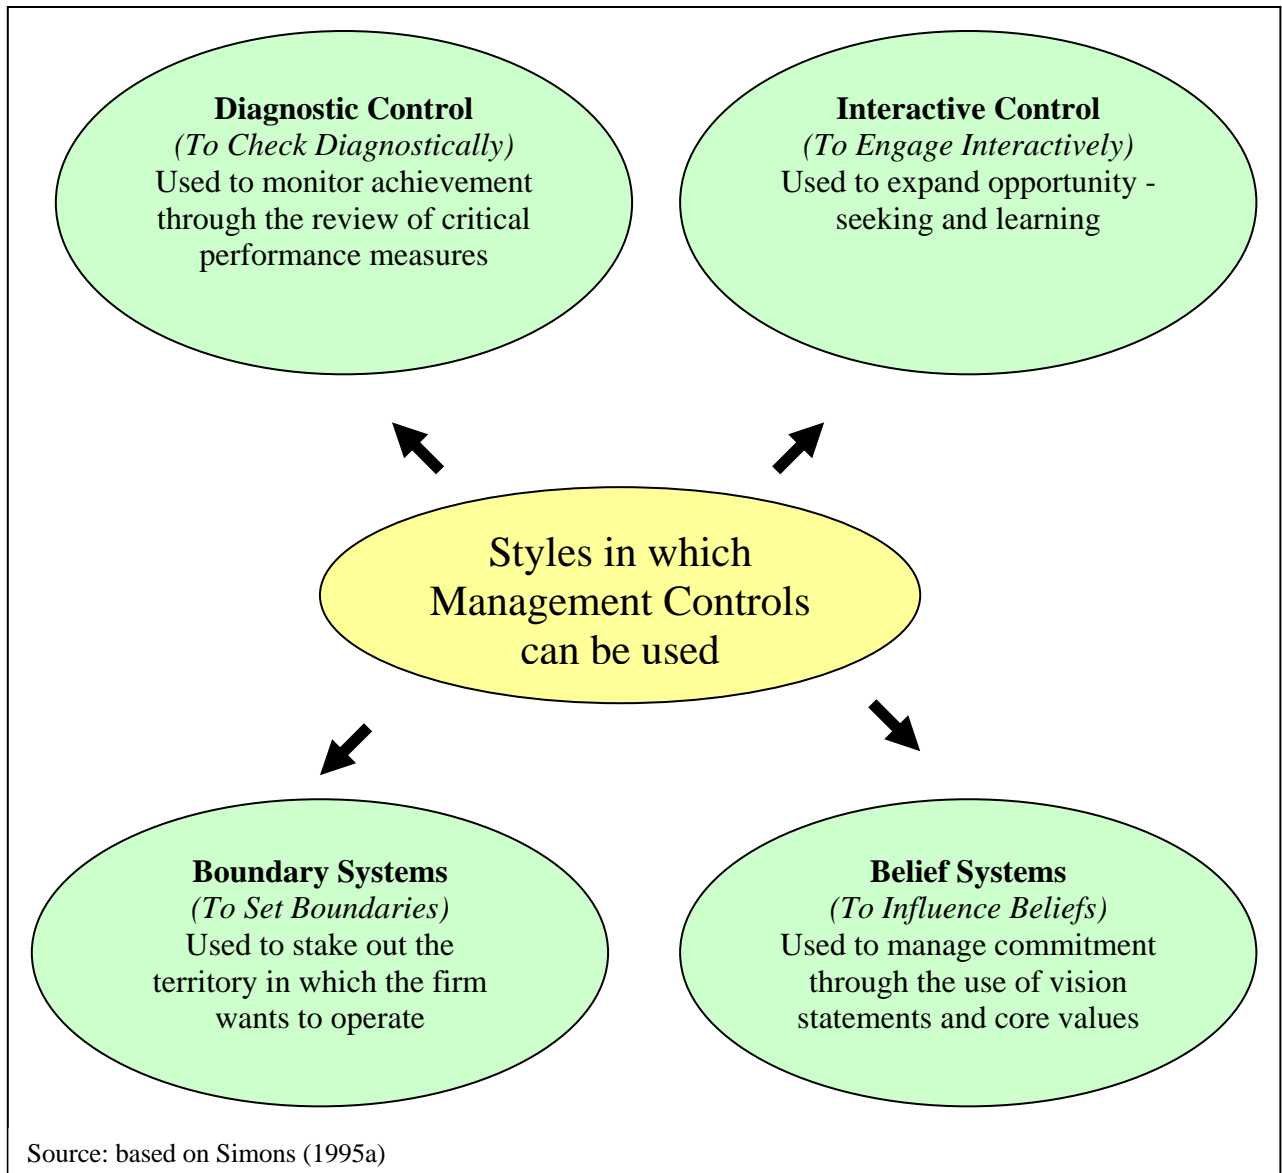 Diagnostic Control
(To Check Diagnostically)
Used to monitor achievement
through the review of critical
performance measures
Interactive Control
(To Engage Interactively)
Used to expand opportunity -
seeking and learning
Styles in which
Management Controls
can be used
Boundary Systems
(To Set Boundaries)
Used to stake out the
territory in which the firm
wants to operate
Belief Systems
(To Influence Beliefs)
Used to manage commitment
through the use of vision
statements and core values
Source: based on Simons (1995a)